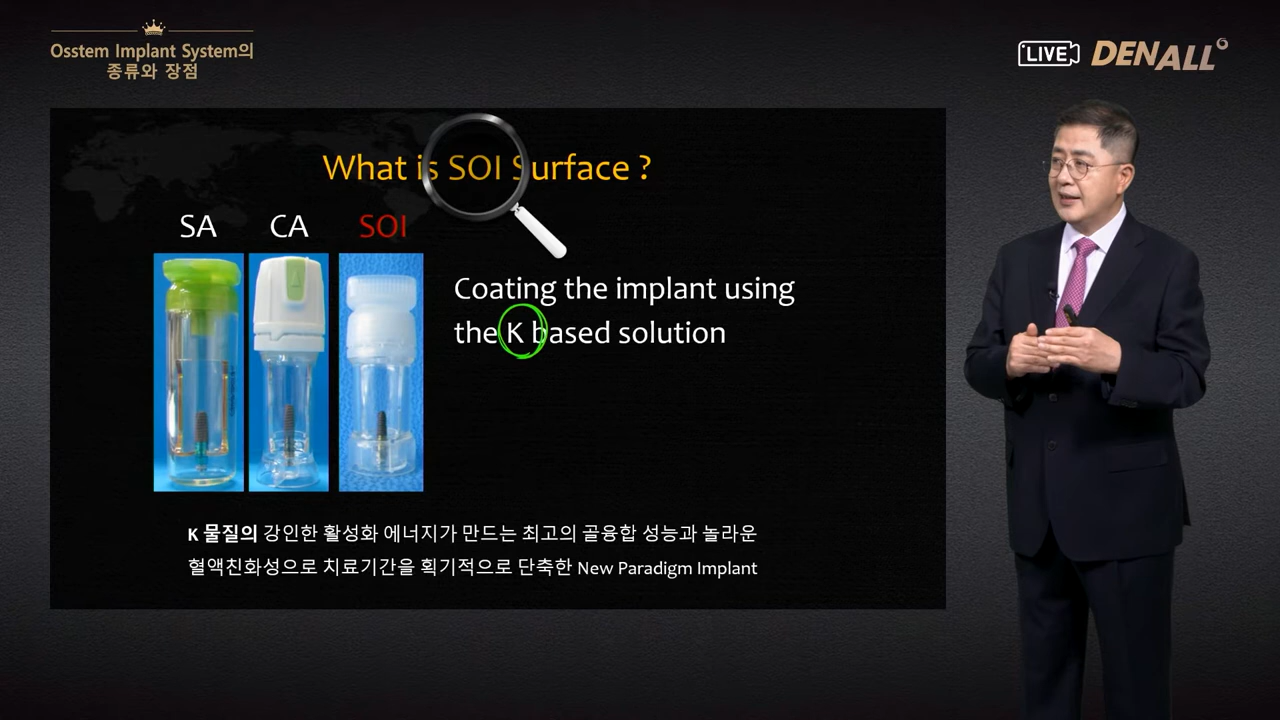 Osstem Implant System의
종류와 장점
LIVE
DENALL
What is SOI Surface ?
SA
CA
SOI
Coating the implant using
the K based solution
K 물질의 강인한 활성화 에너지가 만드는 최고의 골융합 성능과 놀라운
혈액친화성으로 치료기간을 획기적으로 단축한 New Paradigm Implant